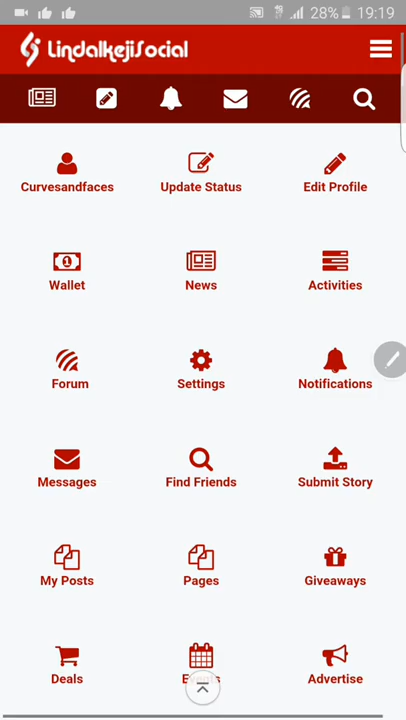 28% 19:19
LindaIkejiSocial
Curvesandfaces Update Status Edit Profile
Wallet News Activities
Forum Settings Notifications
Messages Find Friends Submit Story
My Posts Pages Giveaways
Deals Events Advertise